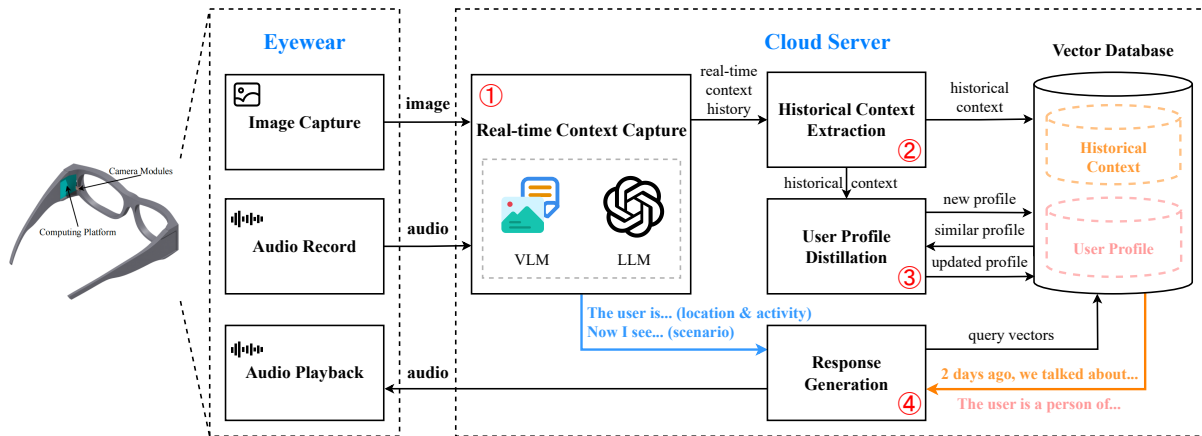 Eyewear
Cloud Server
Vector Database
Camera Modules
Computing Platform
Image Capture
image
①
Real-time Context Capture
VLM
LLM
real-time
context
history
Historical Context
Extraction
②
historical
context
Historical
Context
historical context
Audio Record
audio
User Profile
Distillation
③
new profile
similar profile
updated profile
User Profile
The user is... (location & activity)
Now I see... (scenario)
Audio Playback
audio
Response
Generation
④
query vectors
2 days ago, we talked about...
The user is a person of...